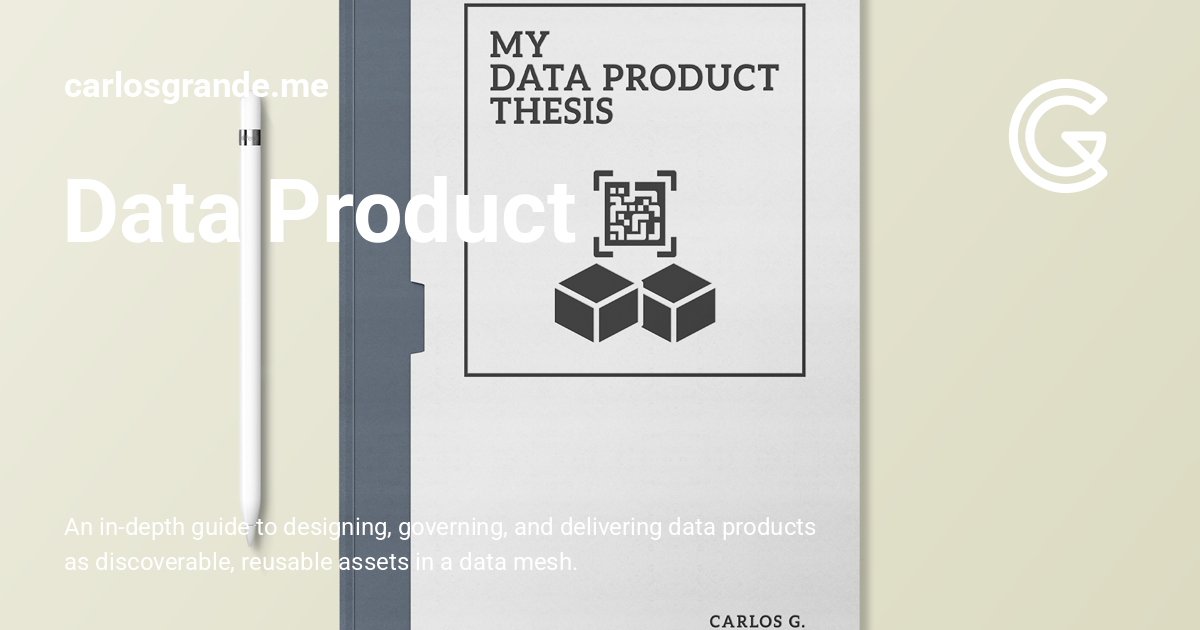 MY
DATA PRODUCT
THESIS
carlosgrande.me
Data Product
An in-depth guide to designing, governing, and delivering data products
as discoverable, reusable assets in a data mesh.
CARLOS G.